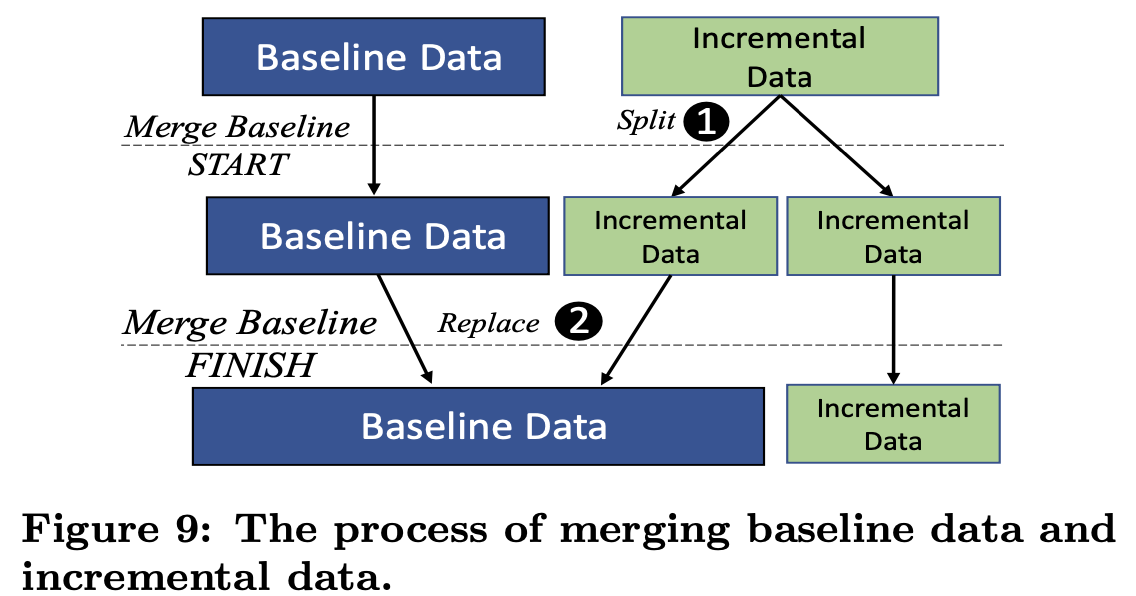 Baseline Data
Incremental
Data
Merge Baseline
Split 1
START
Baseline Data
Incremental
Data
Incremental
Data
Merge Baseline
Replace 2
FINISH
Baseline Data
Incremental
Data
Figure 9: The process of merging baseline data and
incremental data.